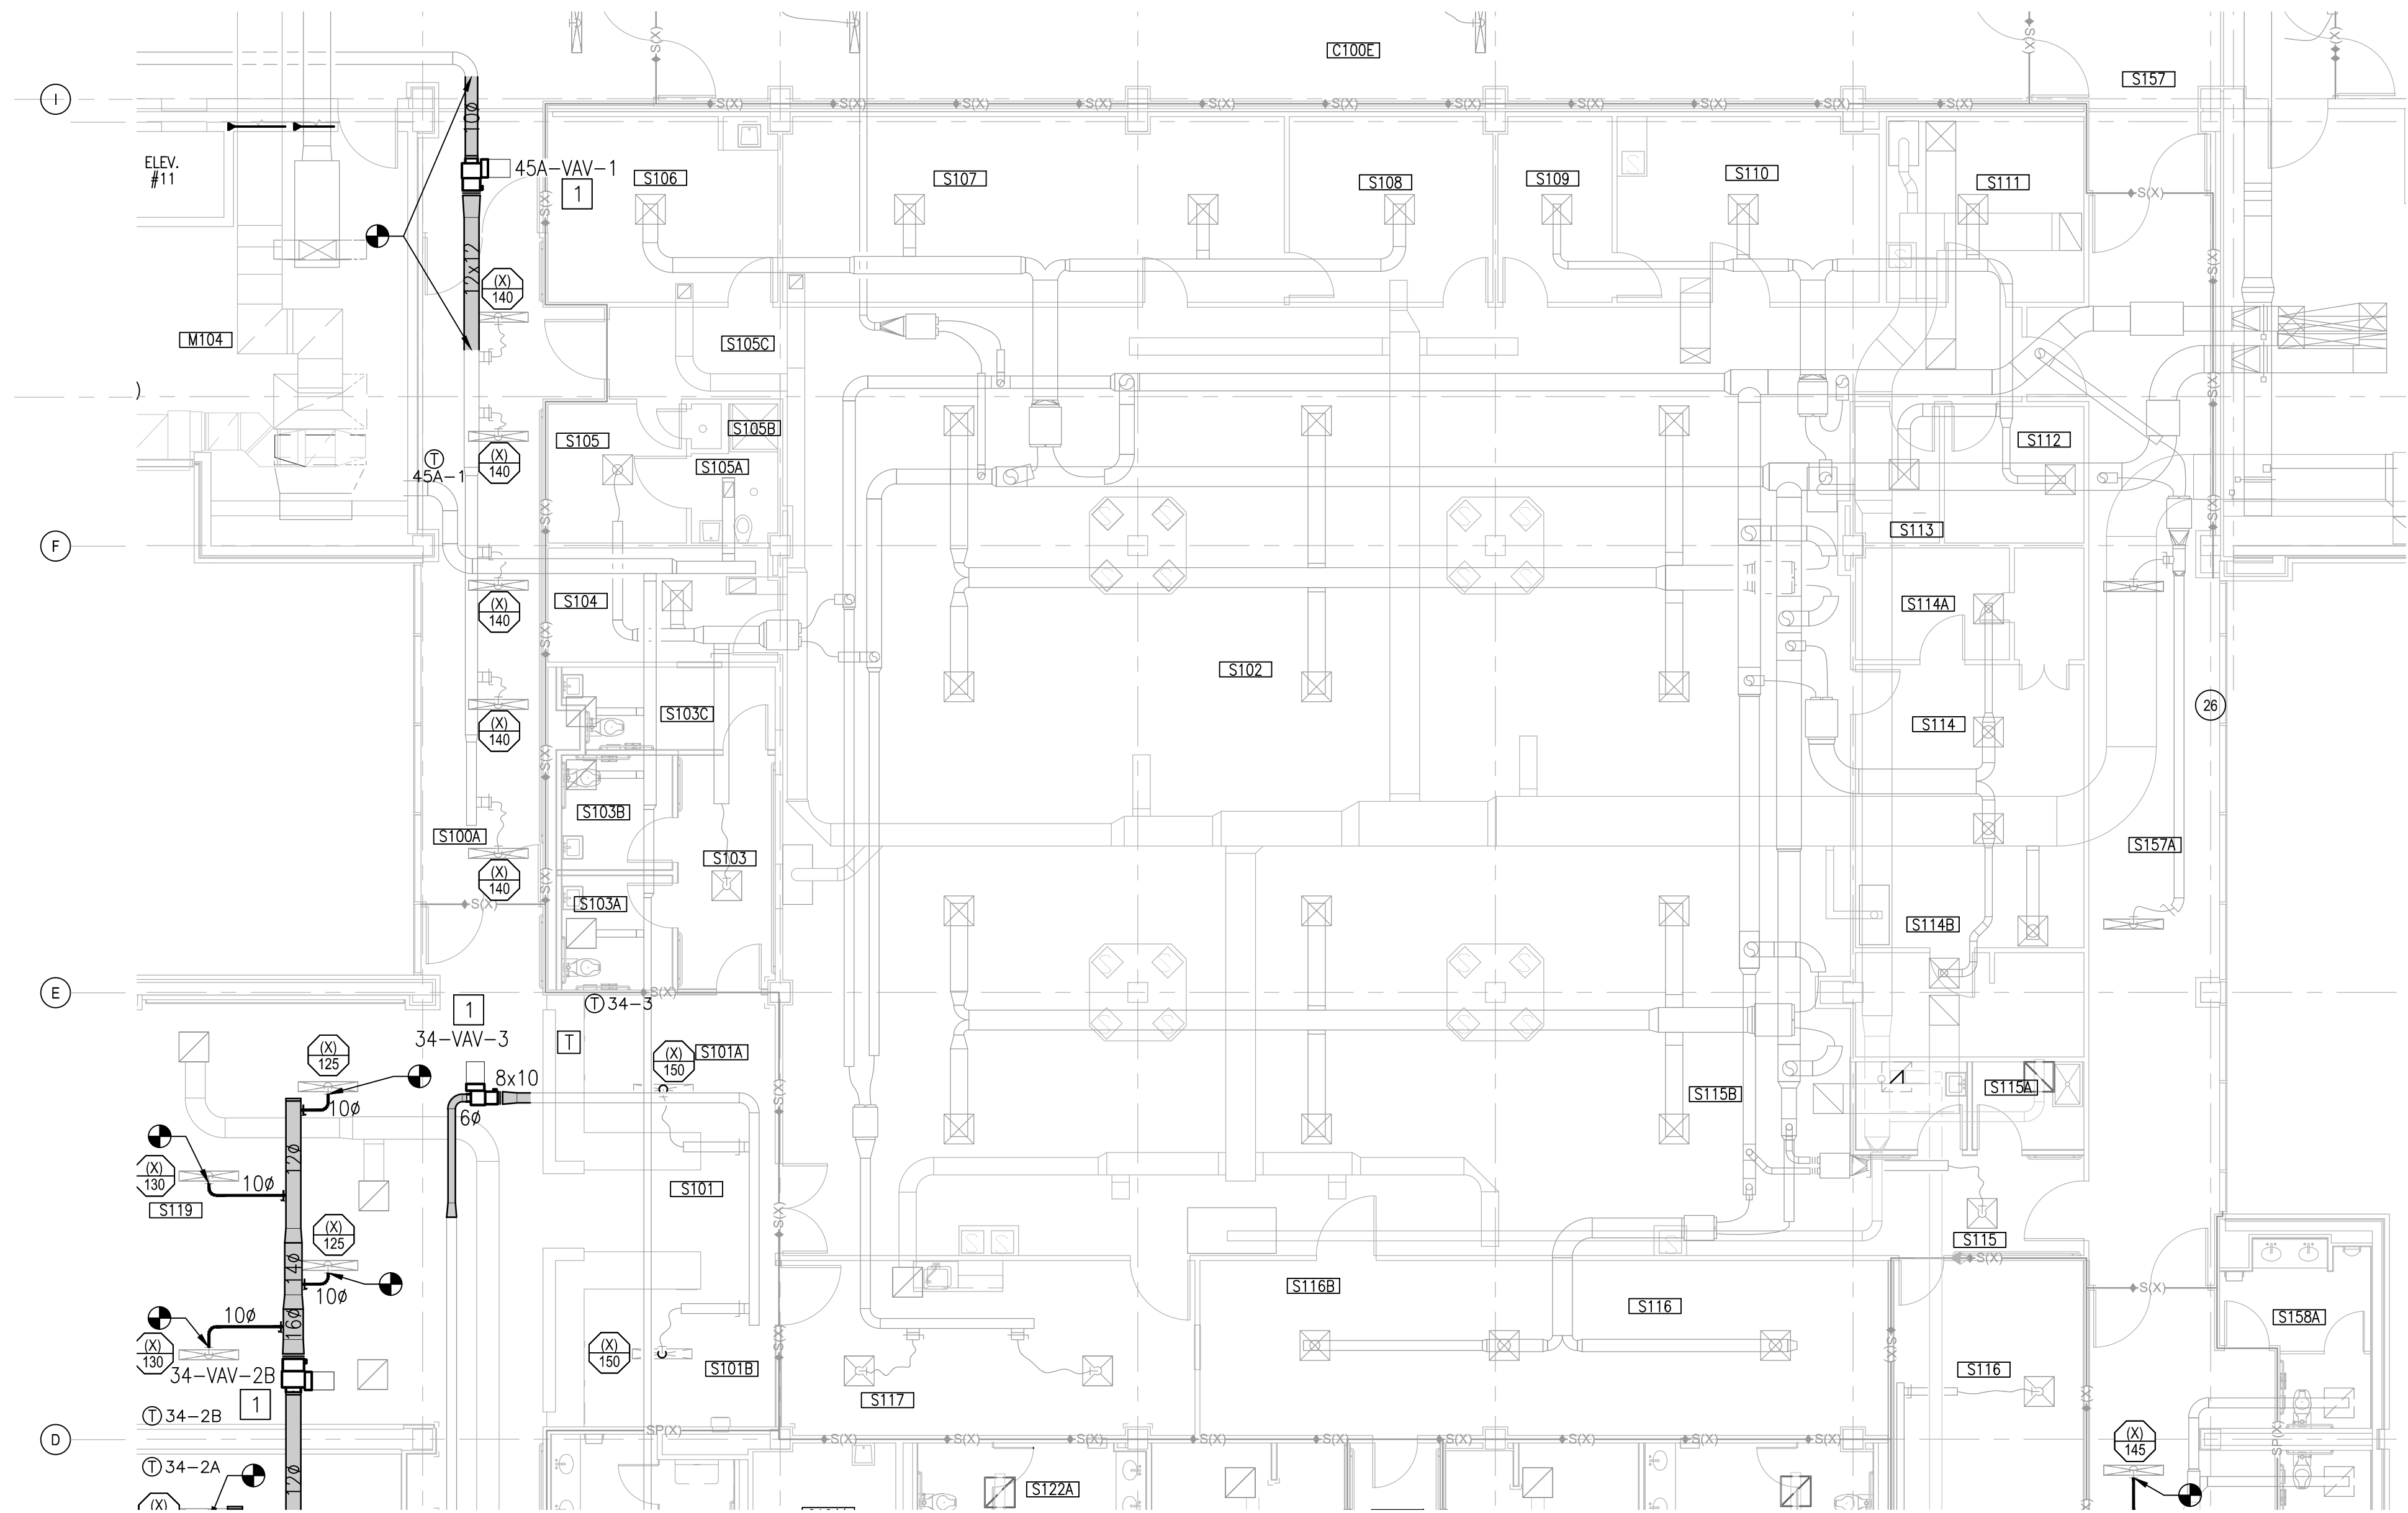 C100E
S157
I
S(X)
S(X)
S(X)
S(X)
S(X)
S(X)
S(X)
S(X)
S(X)
S(X)
S(X)
S(X)
S(X)
10ø
ELEV.
#11
45A-VAV-1
1
S106
S107
S108
S109
S110
S111
S(X)
S(X)
12x12
(X)
140
S(X)
M104
S105C
S(X)
)
S105
S105B
S112
T
45A-1
(X)
140
S105A
S(X)
S(X)
S113
F
S104
(X)
140
S114A
S(X)
S102
26
S103C
(X)
140
S114
S(X)
S103B
S100A
S103
S157A
(X)
140
S(X)
S(X)
S103A
S114B
E
S(X)
T 34-3
1
34-VAV-3
T
(X)
125
(X)
150
S101A
8x10
S115B
S115A
S(X)
10ø
6ø
12ø
(X)
130
10ø
S101
S119
S(X)
(X)
125
S115
S(X)
14ø
10ø
S116B
S(X)
S116
10ø
16ø
S158A
(X)
130
(X)
150
S(X)
S(X)
34-VAV-2B
S101B
S117
S116
1
(X)
T 34-2B
SP(X)
D
S(X)
S(X)
S(X)
S(X)
S(X)
S(X)
S(X)
S(X)
S(X)
(X)
145
SP(X)
T 34-2A
12ø
S122A
(X)
(X)